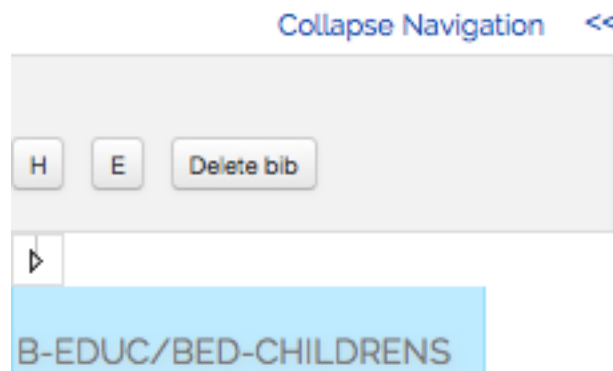 Collapse Navigation <<
H E Delete bib
B-EDUC/BED-CHILDRENS